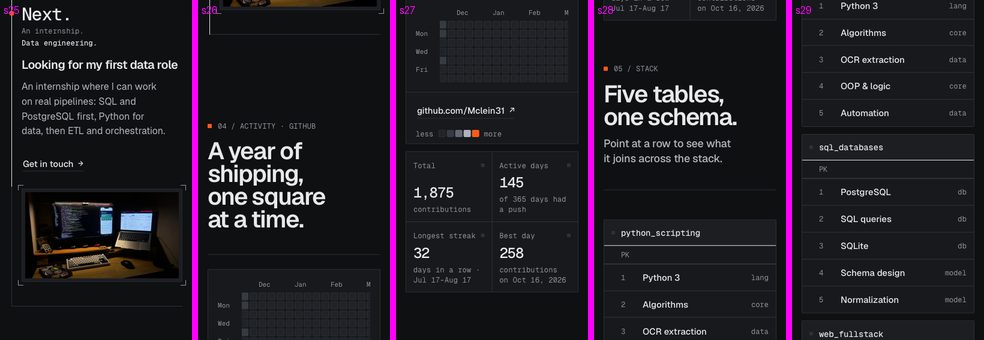 s25
Next.
An internship.
Data engineering.
Looking for my first data role
An internship where I can work
on real pipelines: SQL and
PostgreSQL first, Python for
data, then ETL and orchestration.
Get in touch →
s26
04 / ACTIVITY · GITHUB
A year of
shipping,
one square
at a time.
Dec Jan Feb M
Mon
Wed
s27
Dec Jan Feb M
Mon
Wed
Fri
github.com/Mclein31 ↗
less more
Total
1,875
contributions
Active days
145
of 365 days had
a push
Longest streak
32
days in a row ·
Jul 17–Aug 17
Best day
258
contributions
on Oct 16, 2026
s28
Jul 17–Aug 17
on Oct 16, 2026
05 / STACK
Five tables,
one schema.
Point at a row to see what
it joins across the stack.
python_scripting
PK
1 Python 3 lang
2 Algorithms core
3 OCR extraction data
s29
1 Python 3 lang
2 Algorithms core
3 OCR extraction data
4 OOP & logic core
5 Automation data
sql_databases
PK
1 PostgreSQL db
2 SQL queries db
3 SQLite db
4 Schema design model
5 Normalization model
web_fullstack